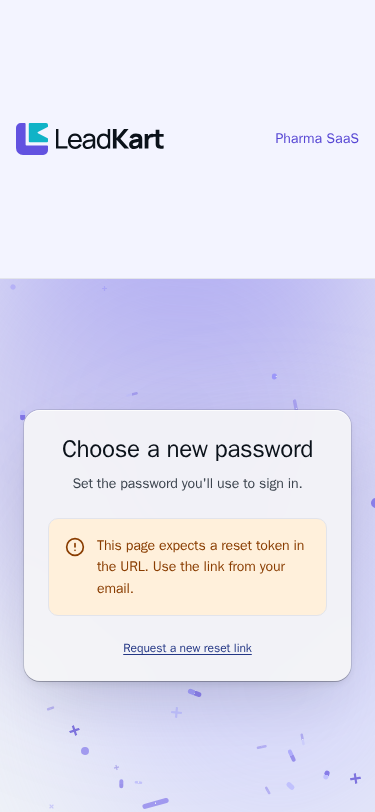 LeadKart
Pharma SaaS
Choose a new password
Set the password you'll use to sign in.
This page expects a reset token in
the URL. Use the link from your
email.
Request a new reset link